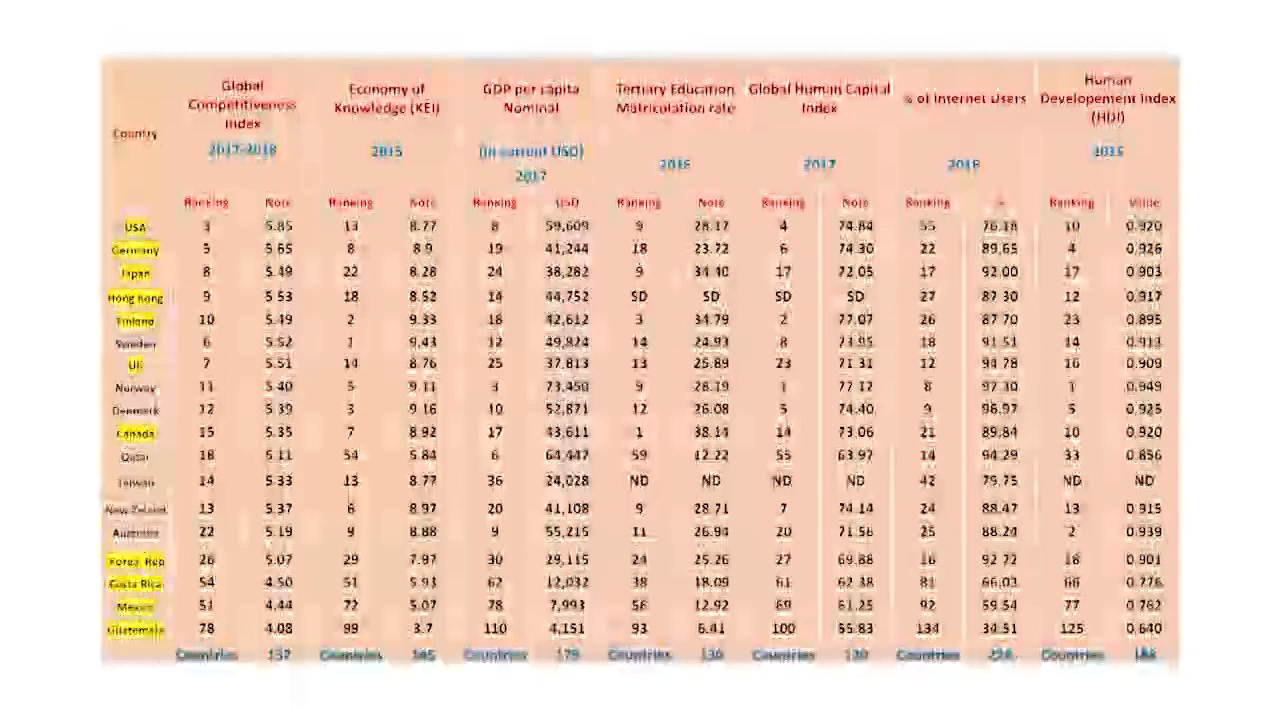 Country
Global Competitiveness Index
2017-2018
Economy of Knowledge (KEI)
2015
GDP per capita Nominal
(in current USD)
2017
Tertiary Education Matriculation rate
2016
Global Human Capital Index
2017
% of Internet Users
2016
Human Developement Index (HDI)
2015
Ranking Note Ranking Note Ranking USD Ranking Note Ranking Note Ranking Ranking Value
USA 3 5.85 13 8.77 8 59,609 9 28.17 4 74.84 55 76.18 10 0.920
Germany 5 5.65 8 8.9 19 41,244 18 23.72 6 74.30 22 89.65 4 0.926
Japan 8 5.49 22 8.28 24 38,282 9 34.40 17 72.05 17 92.00 17 0.903
Hong Kong 9 5.53 18 8.52 14 44,752 SD SD SD SD 27 87.30 12 0.917
Finland 10 5.49 2 9.33 18 42,612 3 34.79 2 77.07 26 87.70 23 0.895
Sweden 6 5.52 1 9.43 12 49,824 14 24.93 8 73.95 18 91.51 14 0.913
UK 7 5.51 14 8.76 25 37,813 13 25.89 23 71.31 12 94.78 16 0.909
Norway 11 5.40 5 9.11 3 73,450 9 28.19 1 77.12 8 97.30 1 0.949
Denmark 12 5.39 3 9.16 10 52,871 12 26.08 5 74.40 9 96.97 5 0.925
Canada 15 5.35 7 8.92 17 43,611 1 38.14 14 73.06 21 89.84 10 0.920
Qatar 18 5.11 54 5.84 6 64,447 59 12.22 55 63.97 14 94.29 33 0.856
Taiwan 14 5.33 13 8.77 36 24,028 ND ND ND ND 42 79.75 ND ND
New Zeland 13 5.37 6 8.97 20 41,108 9 28.71 7 74.14 24 88.47 13 0.915
Australia 22 5.19 9 8.88 9 55,215 11 26.94 20 71.56 25 88.24 2 0.939
Korea, Rep 26 5.07 29 7.97 30 29,115 24 25.26 27 69.88 16 92.72 18 0.901
Costa Rica 54 4.50 51 5.93 62 12,032 38 18.09 61 62.38 81 66.03 66 0.776
Mexico 51 4.44 72 5.07 78 7,993 56 12.92 69 61.25 92 59.54 77 0.762
Guatemala 78 4.08 99 3.7 110 4,151 93 6.41 100 55.83 134 34.51 125 0.640
Countries 137 Countries 145 Countries 179 Countries 130 Countries 130 Countries Countries 188